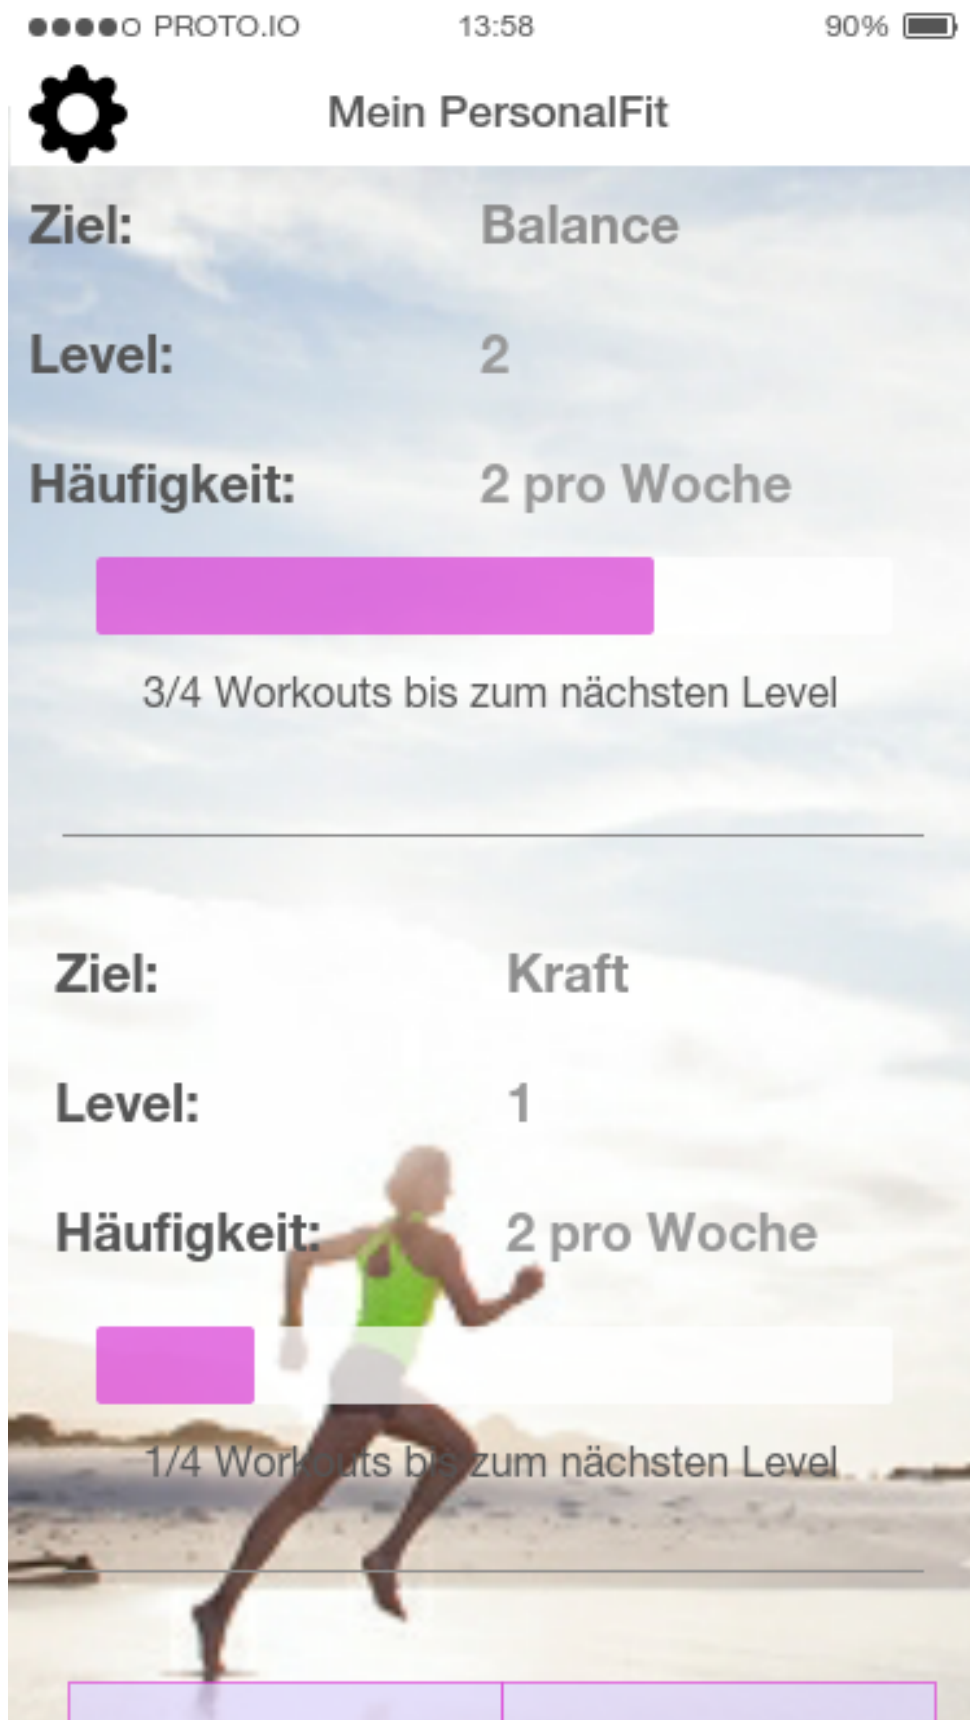 PROTO.IO 13:58 90%
Mein PersonalFit
Ziel: Balance
Level: 2
Häufigkeit: 2 pro Woche
3/4 Workouts bis zum nächsten Level
Ziel: Kraft
Level: 1
Häufigkeit: 2 pro Woche
1/4 Workouts bis zum nächsten Level